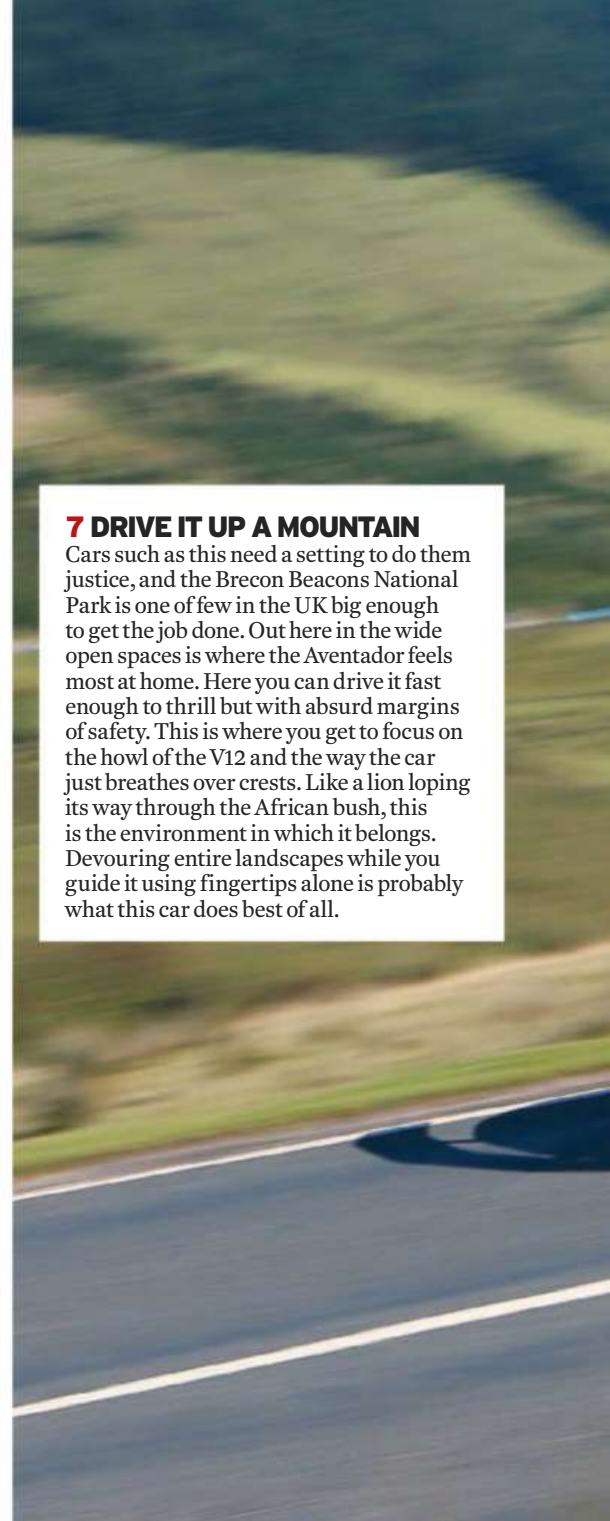 7 DRIVE IT UP A MOUNTAIN
Cars such as this need a setting to do them
justice, and the Brecon Beacons National
Park is one of few in the UK big enough
to get the job done. Out here in the wide
open spaces is where the Aventador feels
most at home. Here you can drive it fast
enough to thrill but with absurd margins
of safety. This is where you get to focus on
the howl of the V12 and the way the car
just breathes over crests. Like a lion loping
its way through the African bush, this
is the environment in which it belongs.
Devouring entire landscapes while you
guide it using fingertips alone is probably
what this car does best of all.